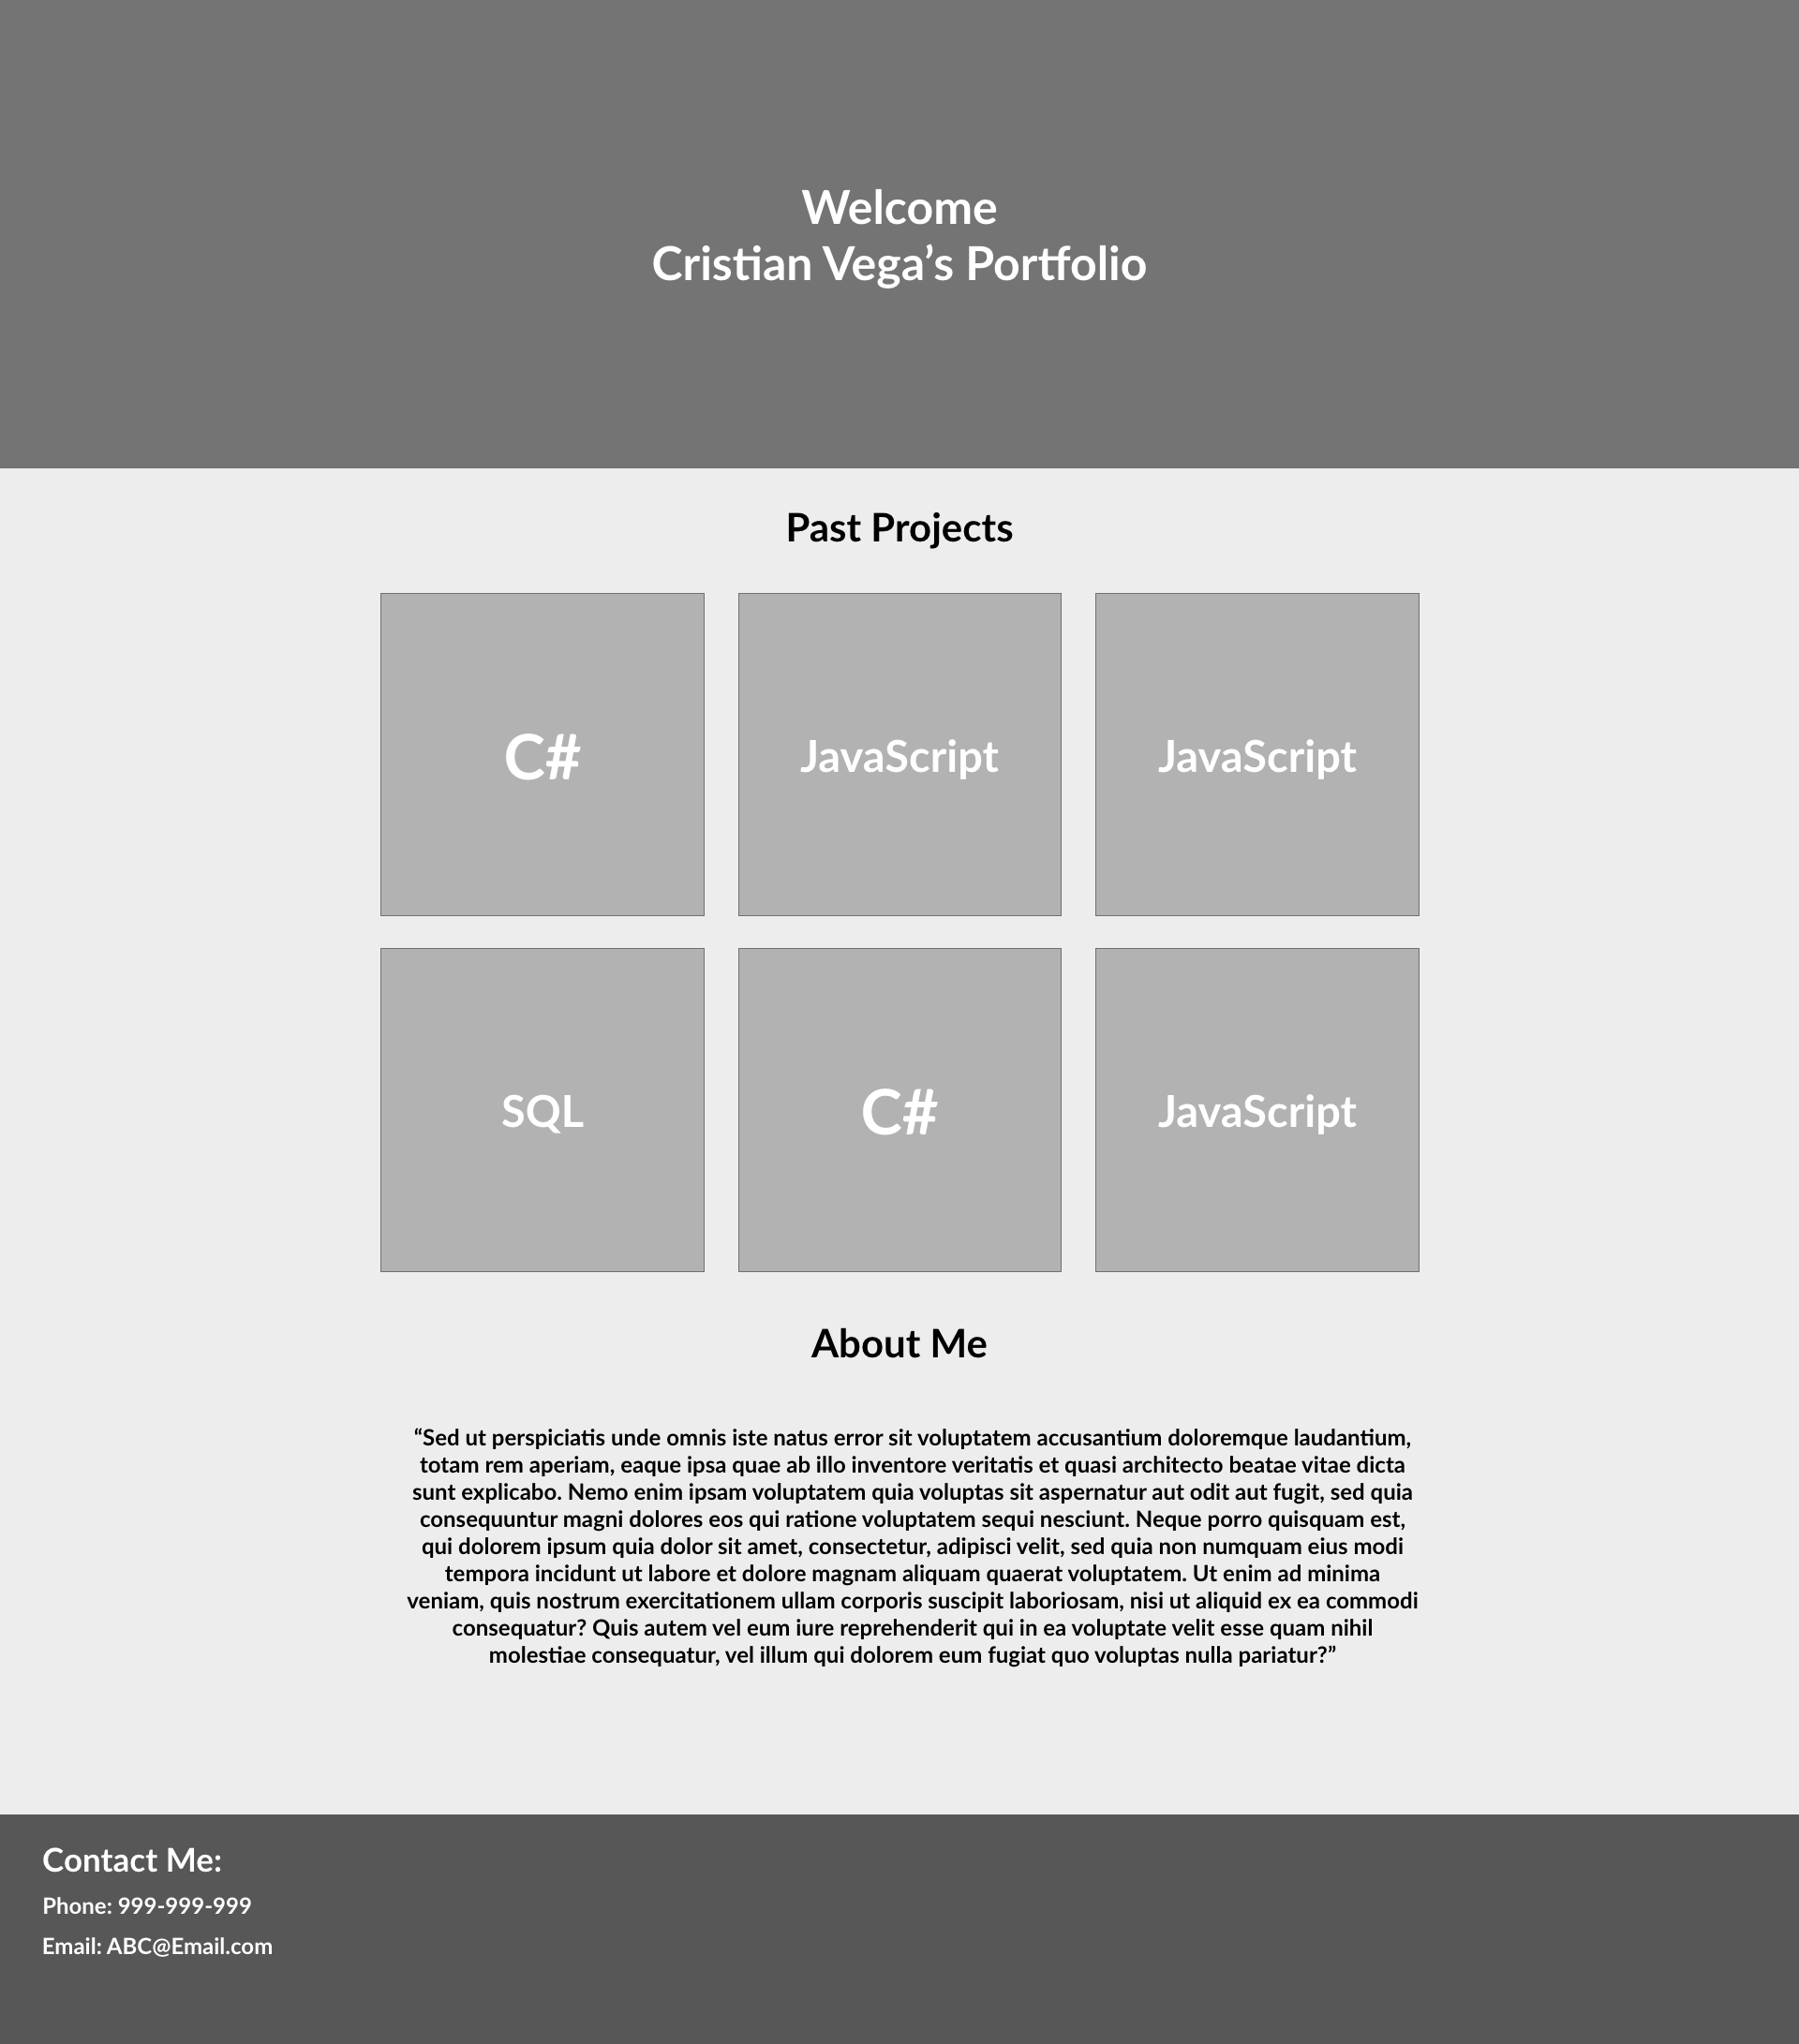 Welcome
Cristian Vega’s Portfolio
Past Projects
C#
JavaScript
JavaScript
SQL
C#
JavaScript
About Me
“Sed ut perspiciatis unde omnis iste natus error sit voluptatem accusantium doloremque laudantium,
totam rem aperiam, eaque ipsa quae ab illo inventore veritatis et quasi architecto beatae vitae dicta
sunt explicabo. Nemo enim ipsam voluptatem quia voluptas sit aspernatur aut odit aut fugit, sed quia
consequuntur magni dolores eos qui ratione voluptatem sequi nesciunt. Neque porro quisquam est,
qui dolorem ipsum quia dolor sit amet, consectetur, adipisci velit, sed quia non numquam eius modi
tempora incidunt ut labore et dolore magnam aliquam quaerat voluptatem. Ut enim ad minima
veniam, quis nostrum exercitationem ullam corporis suscipit laboriosam, nisi ut aliquid ex ea commodi
consequatur? Quis autem vel eum iure reprehenderit qui in ea voluptate velit esse quam nihil
molestiae consequatur, vel illum qui dolorem eum fugiat quo voluptas nulla pariatur?”
Contact Me:
Phone: 999-999-999
Email: ABC@Email.com